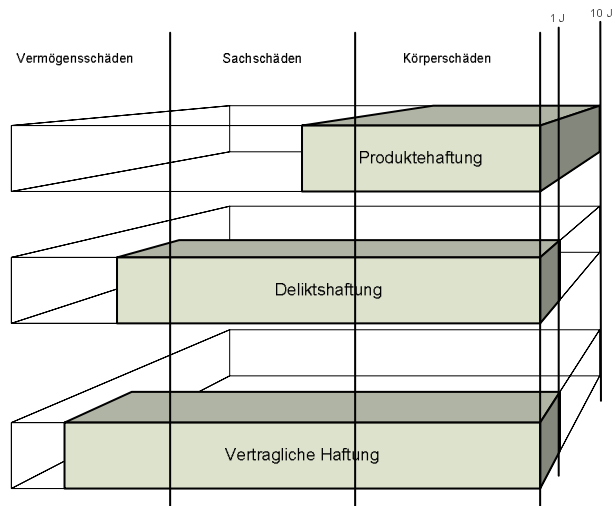 1 J
10 J
Vermögensschäden
Sachschäden
Körperschäden
Produktehaftung
Deliktshaftung
Vertragliche Haftung